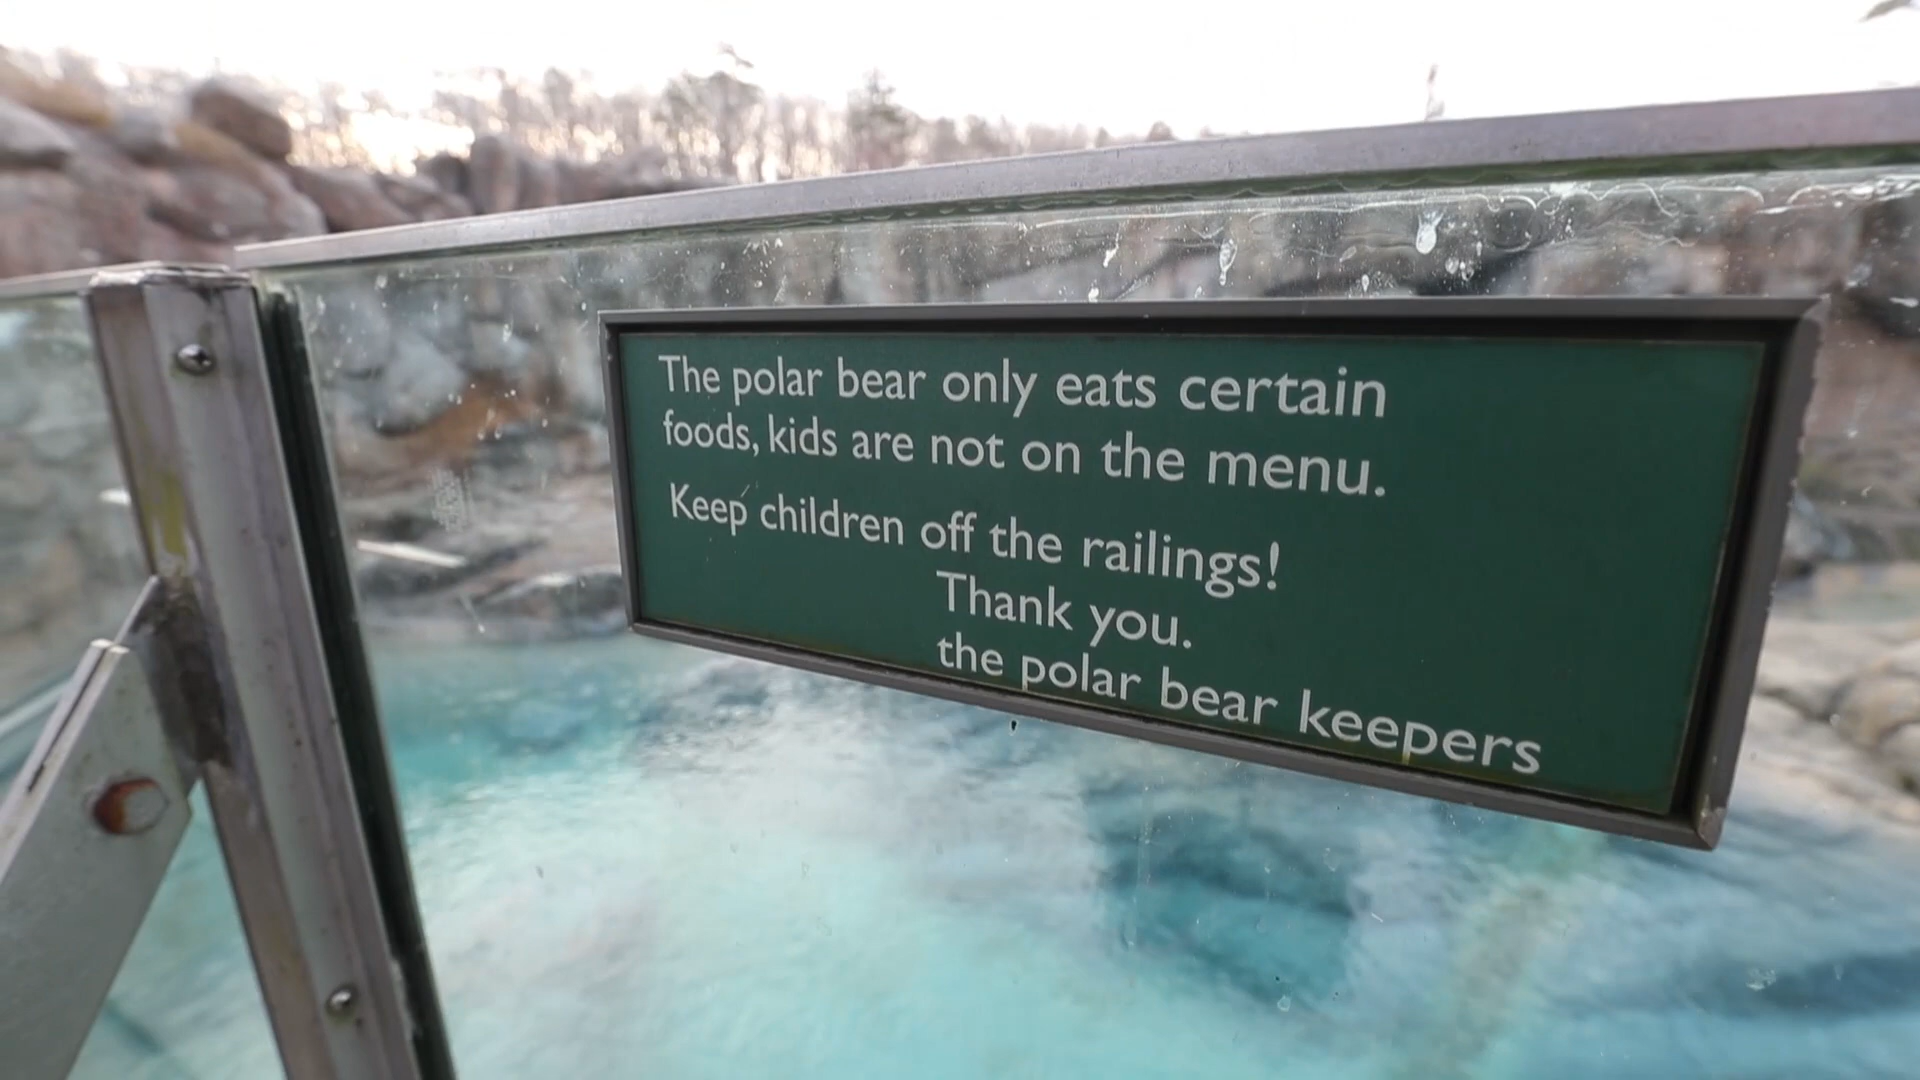 The polar bear only eats certain
foods, kids are not on the menu.
Keep children off the railings!
Thank you.
the polar bear keepers